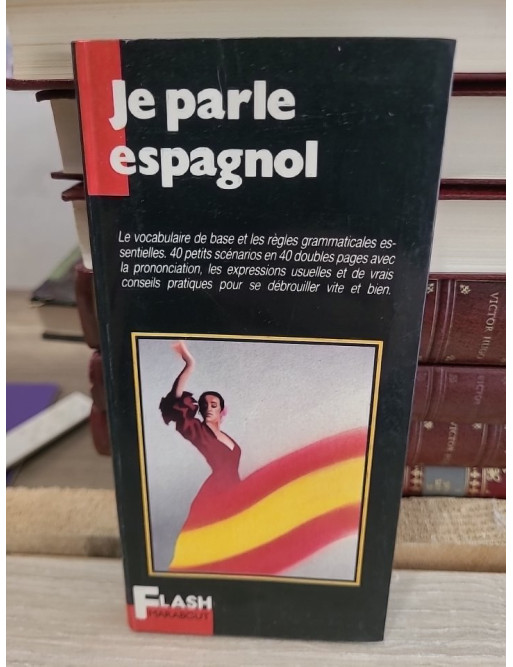 Je parle
espagnol
Le vocabulaire de base et les règles grammaticales es-
sentielles. 40 petits scénarios en 40 doubles pages avec
la prononciation, les expressions usuelles et de vrais
conseils pratiques pour se débrouiller vite et bien.
FLASH
MARABOUT
VICTOR HUGO
VICTOR